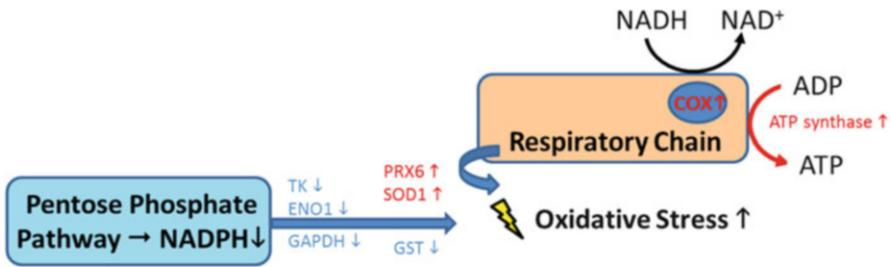 NADH NAD⁺
COX↑
ADP
ATP synthase ↑
ATP
Respiratory Chain
Pentose Phosphate
Pathway → NADPH↓
TK ↓
ENO1 ↓
GAPDH ↓
PRX6 ↑
SOD1 ↑
GST ↓
Oxidative Stress ↑